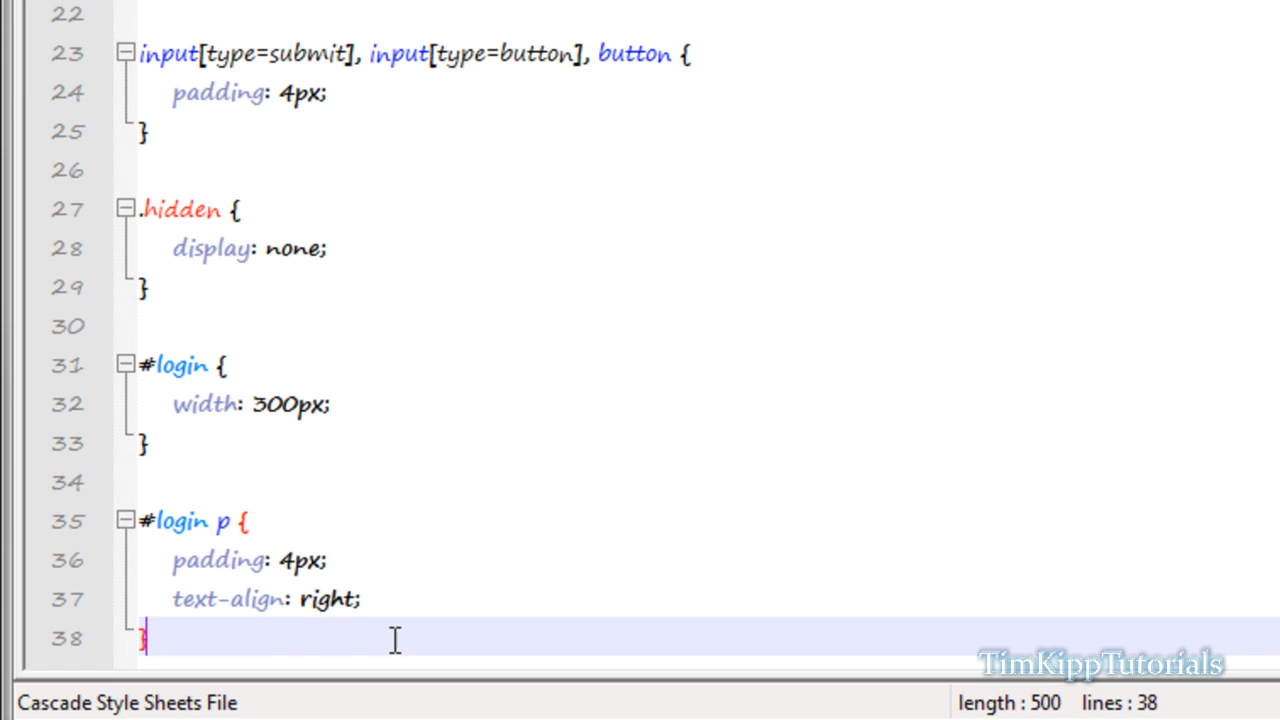 22
23 input[type=submit], input[type=button], button {
24 padding: 4px;
25 }
26
27 .hidden {
28 display: none;
29 }
30
31 #login {
32 width: 300px;
33 }
34
35 #login p {
36 padding: 4px;
37 text-align: right;
38 }
TimKippTutorials
Cascade Style Sheets File length : 500 lines : 38